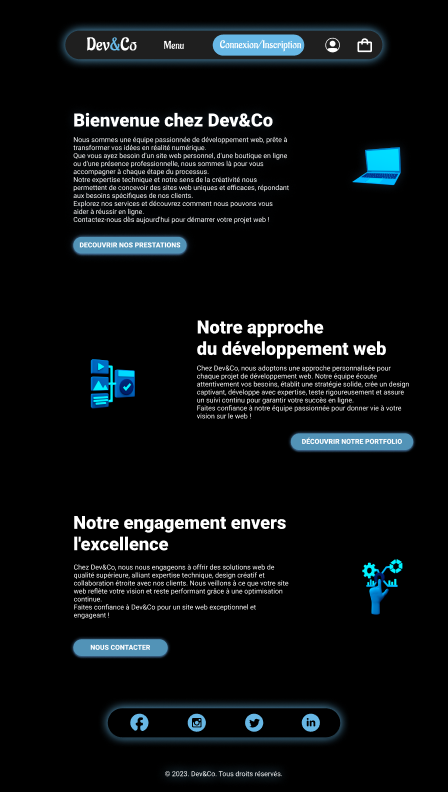 Dev&Co Menu Connexion/Inscription
Bienvenue chez Dev&Co
Nous sommes une équipe passionnée de développement web, prête à
transformer vos idées en réalité numérique.
Que vous ayez besoin d'un site web personnel, d'une boutique en ligne
ou d'une présence professionnelle, nous sommes là pour vous
accompagner à chaque étape du processus.
Notre expertise technique et notre sens de la créativité nous
permettent de concevoir des sites web uniques et efficaces, répondant
aux besoins spécifiques de nos clients.
Explorez nos services et découvrez comment nous pouvons vous
aider à réussir en ligne.
Contactez-nous dès aujourd'hui pour démarrer votre projet web !
DECOUVRIR NOS PRESTATIONS
Notre approche
du développement web
Chez Dev&Co, nous adoptons une approche personnalisée pour
chaque projet de développement web. Notre équipe écoute
attentivement vos besoins, établit une stratégie solide, crée un design
captivant, développe avec expertise, teste rigoureusement et assure
un suivi continu pour garantir votre succès en ligne.
Faites confiance à notre équipe passionnée pour donner vie à votre
vision sur le web !
DÉCOUVRIR NOTRE PORTFOLIO
Notre engagement envers
l'excellence
Chez Dev&Co, nous nous engageons à offrir des solutions web de
qualité supérieure, alliant expertise technique, design créatif et
collaboration étroite avec nos clients. Nous veillons à ce que votre site
web reflète votre vision et reste performant grâce à une optimisation
continue.
Faites confiance à Dev&Co pour un site web exceptionnel et
engageant !
NOUS CONTACTER
© 2023. Dev&Co. Tous droits réservés.